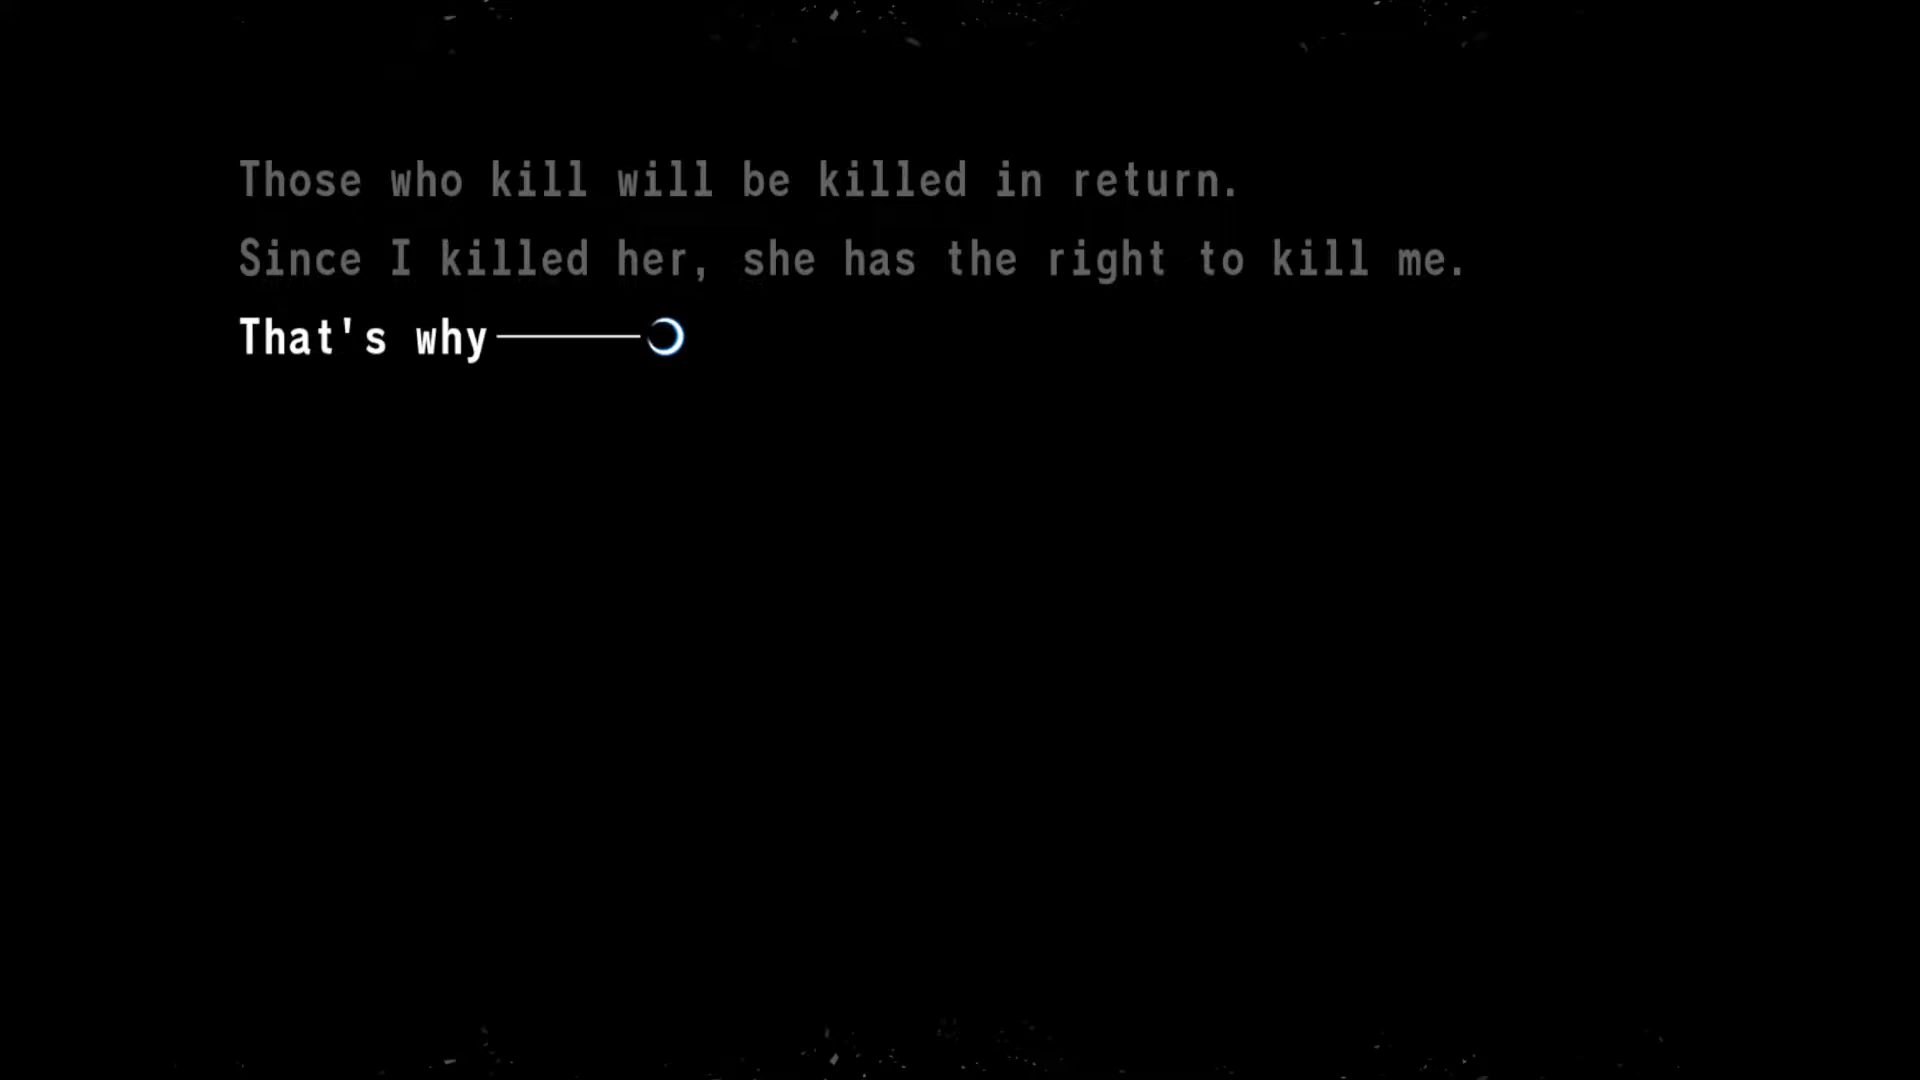 Those who kill will be killed in return.
Since I killed her, she has the right to kill me.
That's why———